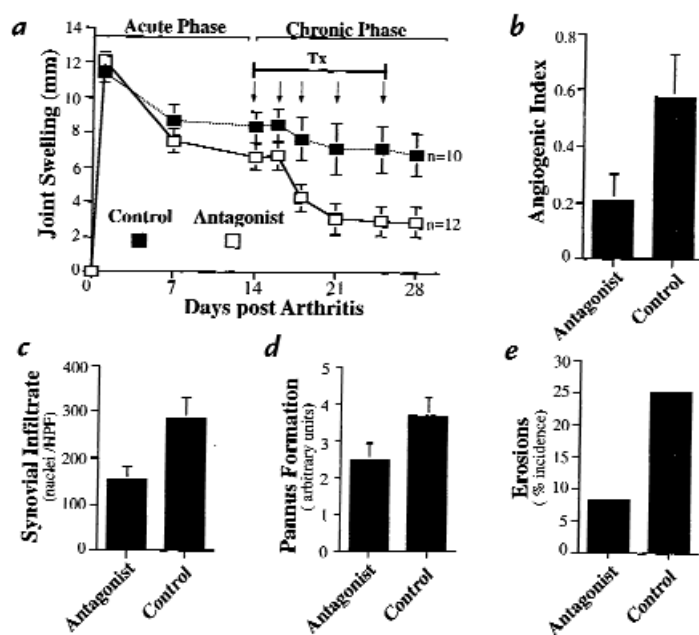 a
Acute Phase
Chronic Phase
Tx
14
12
10
8
6
4
2
0
Joint Swelling (mm)
n=10
n=12
Control
Antagonist
0
7
14
21
28
Days post Arthritis
b
0.8
0.6
0.4
0.2
0
Angiogenic Index
Antagonist
Control
c
400
300
200
100
0
Synovial Infiltrate
(nuclei /HPF)
Antagonist
Control
d
5
4
3
2
1
0
Pannus Formation
( arbitrary units)
Antagonist
Control
e
30
25
20
15
10
5
0
Erosions
( % incidence)
Antagonist
Control